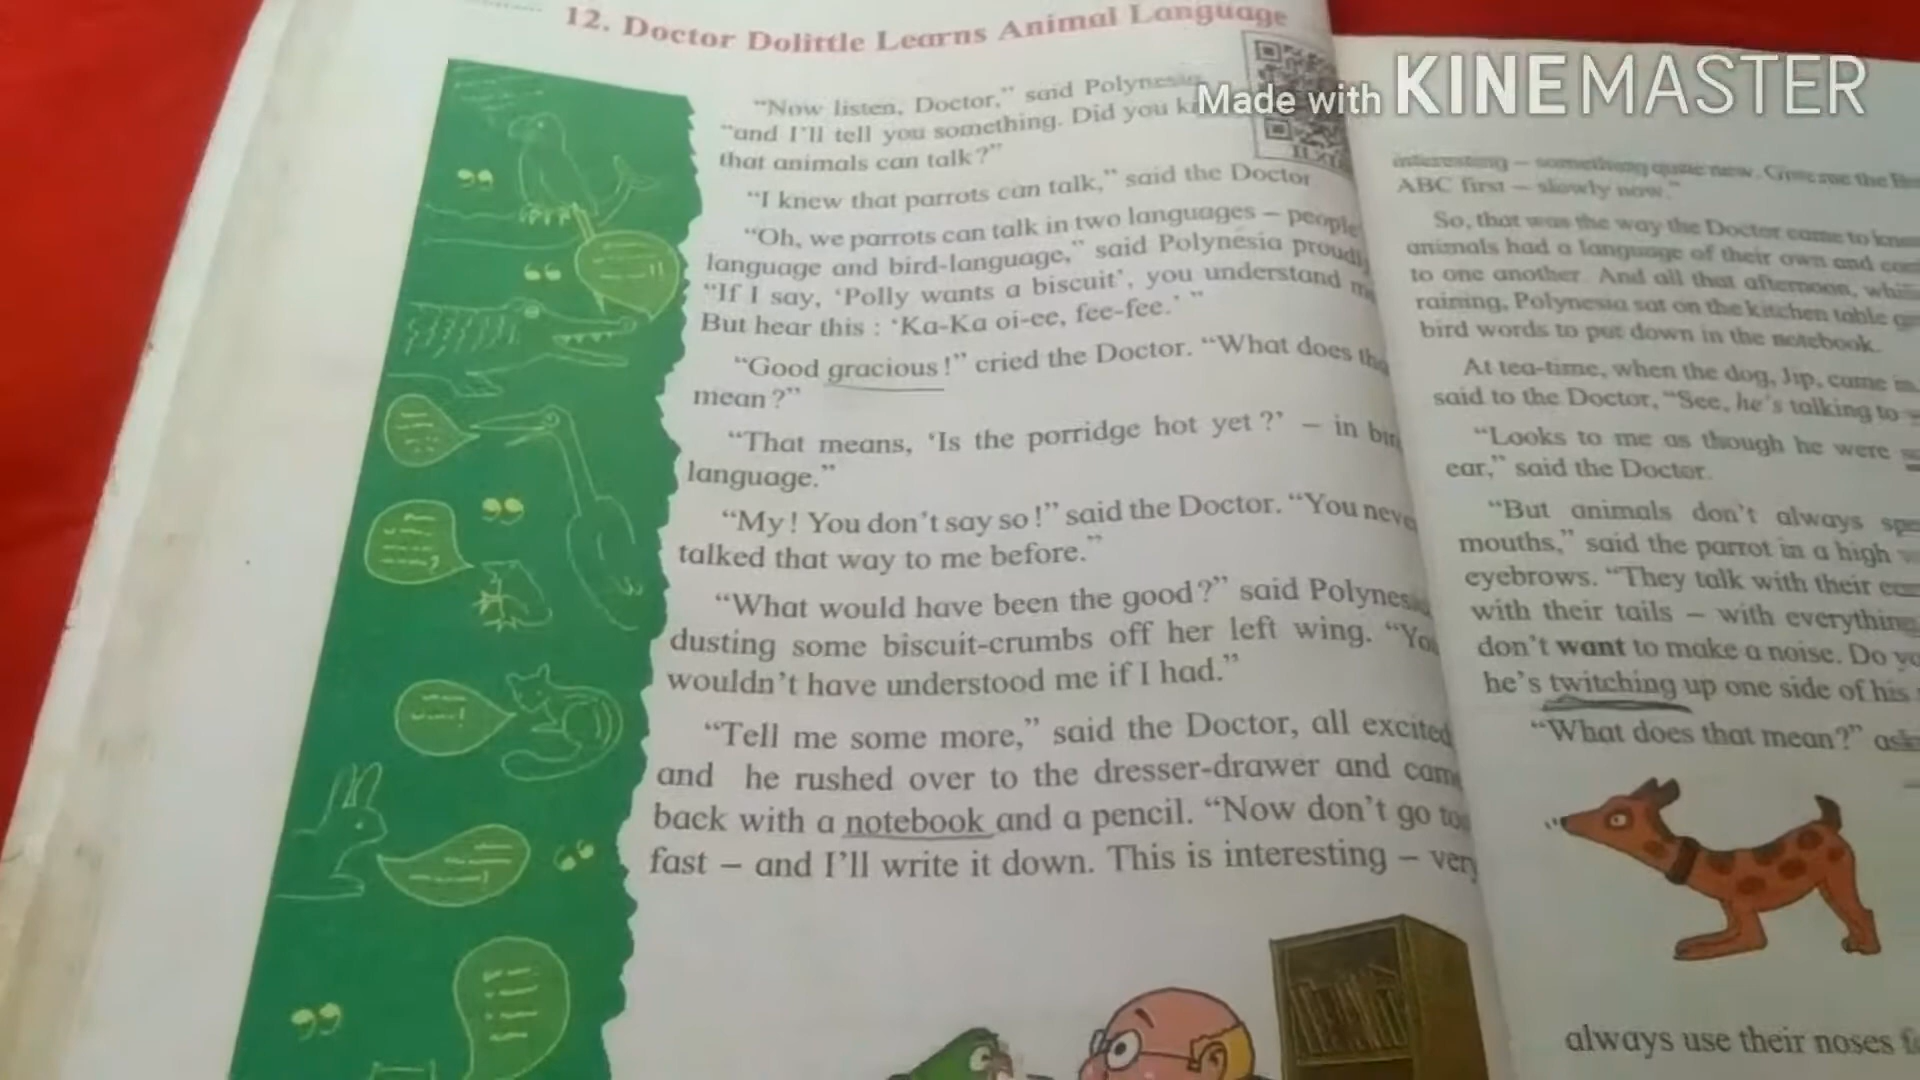 12. Doctor Dolittle Learns Animal Language
Made with KINEMASTER
"Now listen, Doctor," said Polynesia
"and I'll tell you something. Did you
that animals can talk?"
"I knew that parrots can talk," said the Doctor
"Oh, we parrots can talk in two languages – people
language and bird-language," said Polynesia proudly
"If I say, 'Polly wants a biscuit', you understand
But hear this : 'Ka-Ka oi-ee, fee-fee.' "
"Good gracious!" cried the Doctor. "What does
mean?"
"That means, 'Is the porridge hot yet?' – in
language."
"My! You don't say so!" said the Doctor. "You
talked that way to me before."
"What would have been the good?" said
dusting some biscuit-crumbs off her left wing.
wouldn't have understood me if I had."
"Tell me some more," said the Doctor, all excited
and he rushed over to the dresser-drawer and
back with a notebook and a pencil. "Now don't go
fast – and I'll write it down. This is interesting – very
interesting – something quite new. Give me the
ABC first – slowly now."
So, that was the way the Doctor came to
animals had a language of their own and
to one another. And all that afternoon,
raining, Polynesia sat on the kitchen table
bird words to put down in the notebook.
At tea-time, when the dog, Jip, came
said to the Doctor, "See, he's talking to
"Looks to me as though he were
ear," said the Doctor.
"But animals don't always
mouths," said the parrot in a high
eyebrows. "They talk with their
with their tails – with everything
don't want to make a noise. Do
he's twitching up one side of his
"What does that mean?"
always use their noses